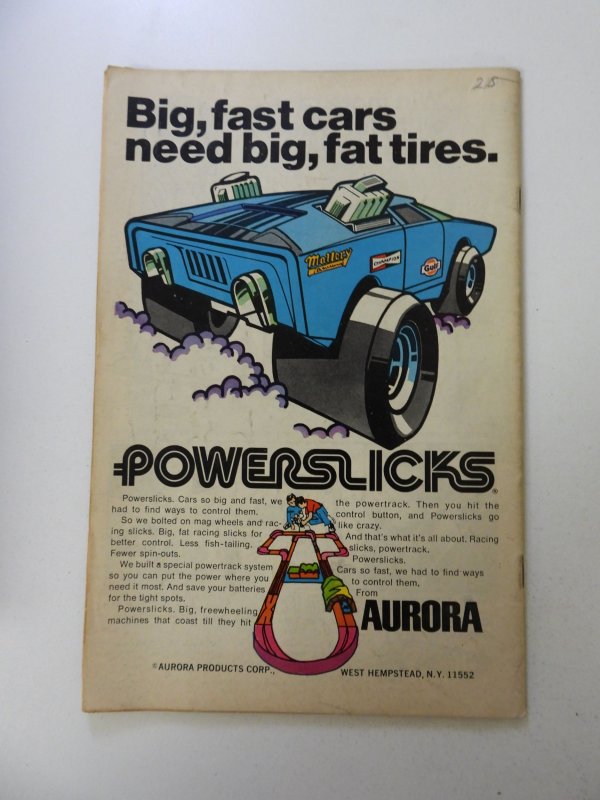 25
Big, fast cars
need big, fat tires.
Mallory
CHAMPION
Gulf
POWERSLICKS®
Powerslicks. Cars so big and fast, we
had to find ways to control them.
So we bolted on mag wheels and rac-
ing slicks. Big, fat racing slicks for
better control. Less fish-tailing.
Fewer spin-outs.
We built a special powertrack system
so you can put the power where you
need it most. And save your batteries
for the tight spots.
Powerslicks. Big, freewheeling
machines that coast till they hit
the powertrack. Then you hit the
control button, and Powerslicks go
like crazy.
And that's what it's all about. Racing
slicks, powertrack.
Powerslicks.
Cars so fast, we had to find ways
to control them.
From
AURORA
©AURORA PRODUCTS CORP., WEST HEMPSTEAD, N.Y. 11552